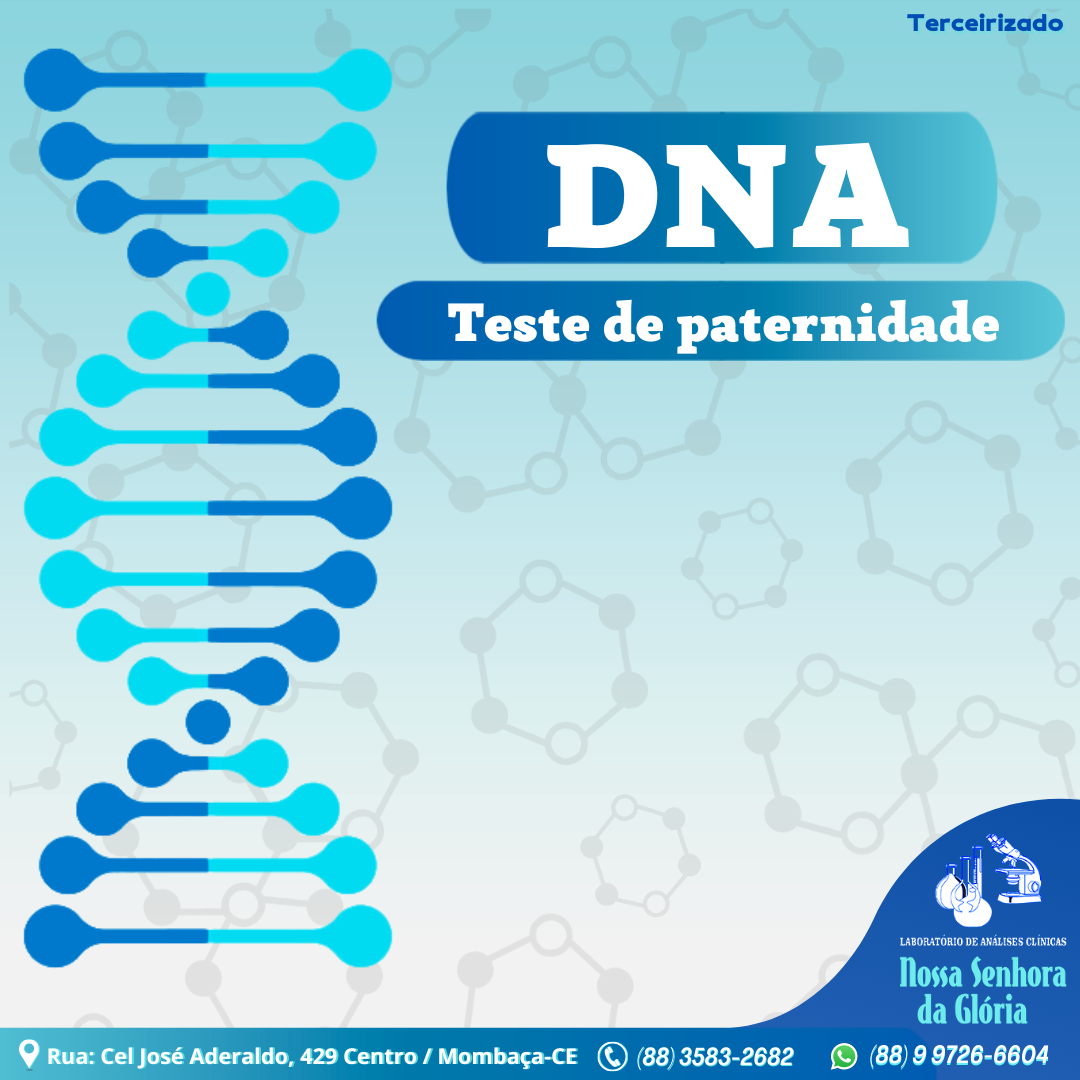 Terceirizado
DNA
Teste de paternidade
LABORATÓRIO DE ANÁLISES CLÍNICAS
Nossa Senhora
da Glória
Rua: Cel José Aderaldo, 429 Centro / Mombaça-CE (88) 3583-2682 (88) 9 9726-6604